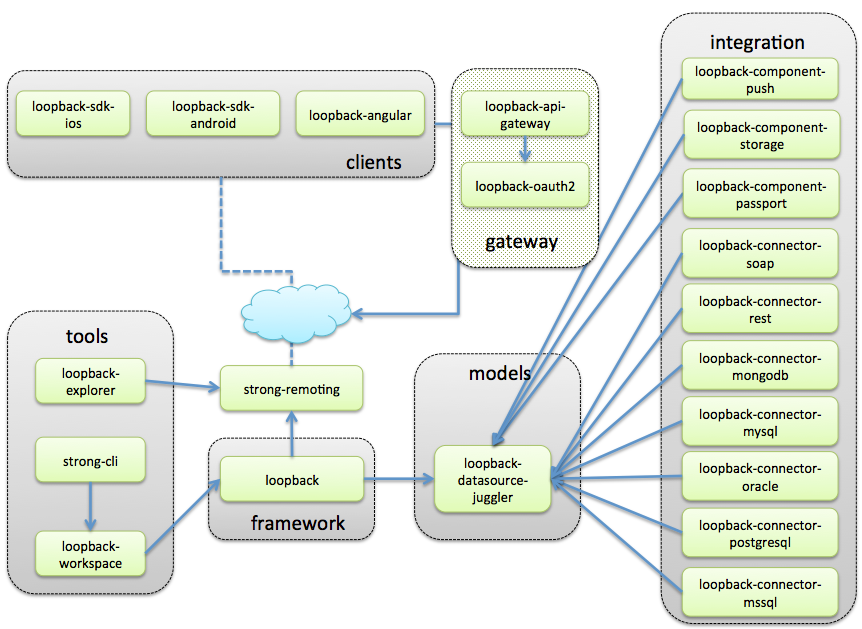 loopback-sdk-
ios
loopback-sdk-
android
loopback-angular
clients
loopback-api-
gateway
loopback-oauth2
gateway
integration
loopback-component-
push
loopback-component-
storage
loopback-component-
passport
loopback-connector-
soap
loopback-connector-
rest
loopback-connector-
mongodb
loopback-connector-
mysql
loopback-connector-
oracle
loopback-connector-
postgresql
loopback-connector-
mssql
tools
loopback-
explorer
strong-cli
loopback-
workspace
strong-remoting
loopback
framework
models
loopback-
datasource-
juggler